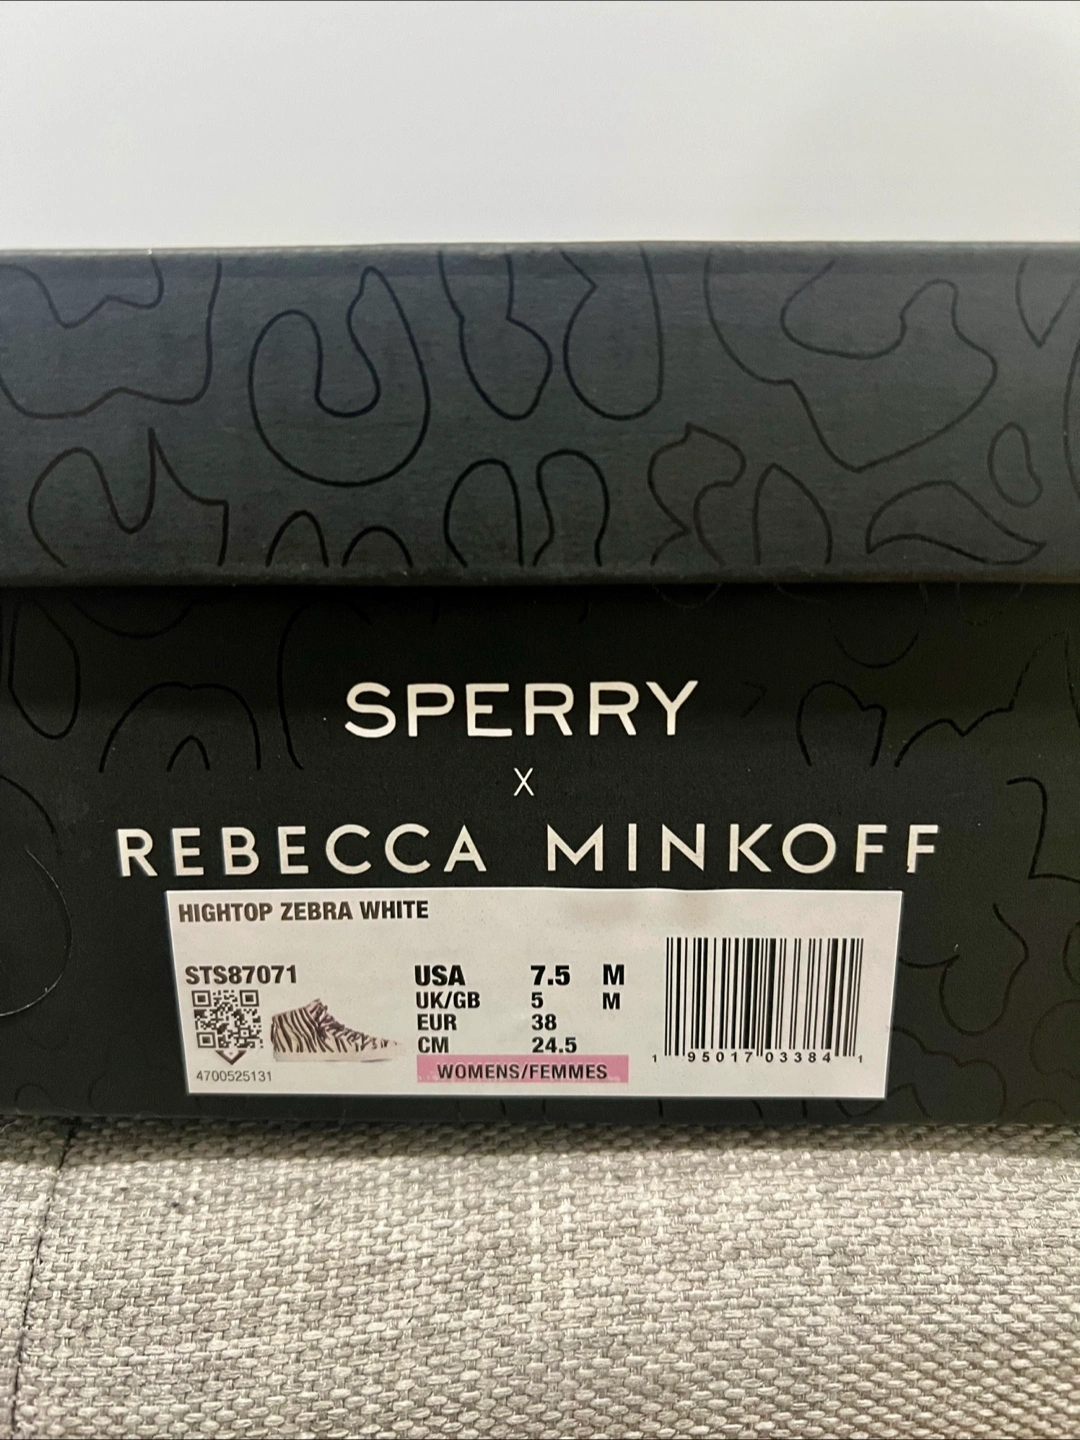 SPERRY
X
REBECCA MINKOFF
HIGHTOP ZEBRA WHITE
STS87071
USA 7.5 M
UK/GB 5 M
EUR 38
CM 24.5
WOMENS/FEMMES
4700525131
1 95017 03384 1